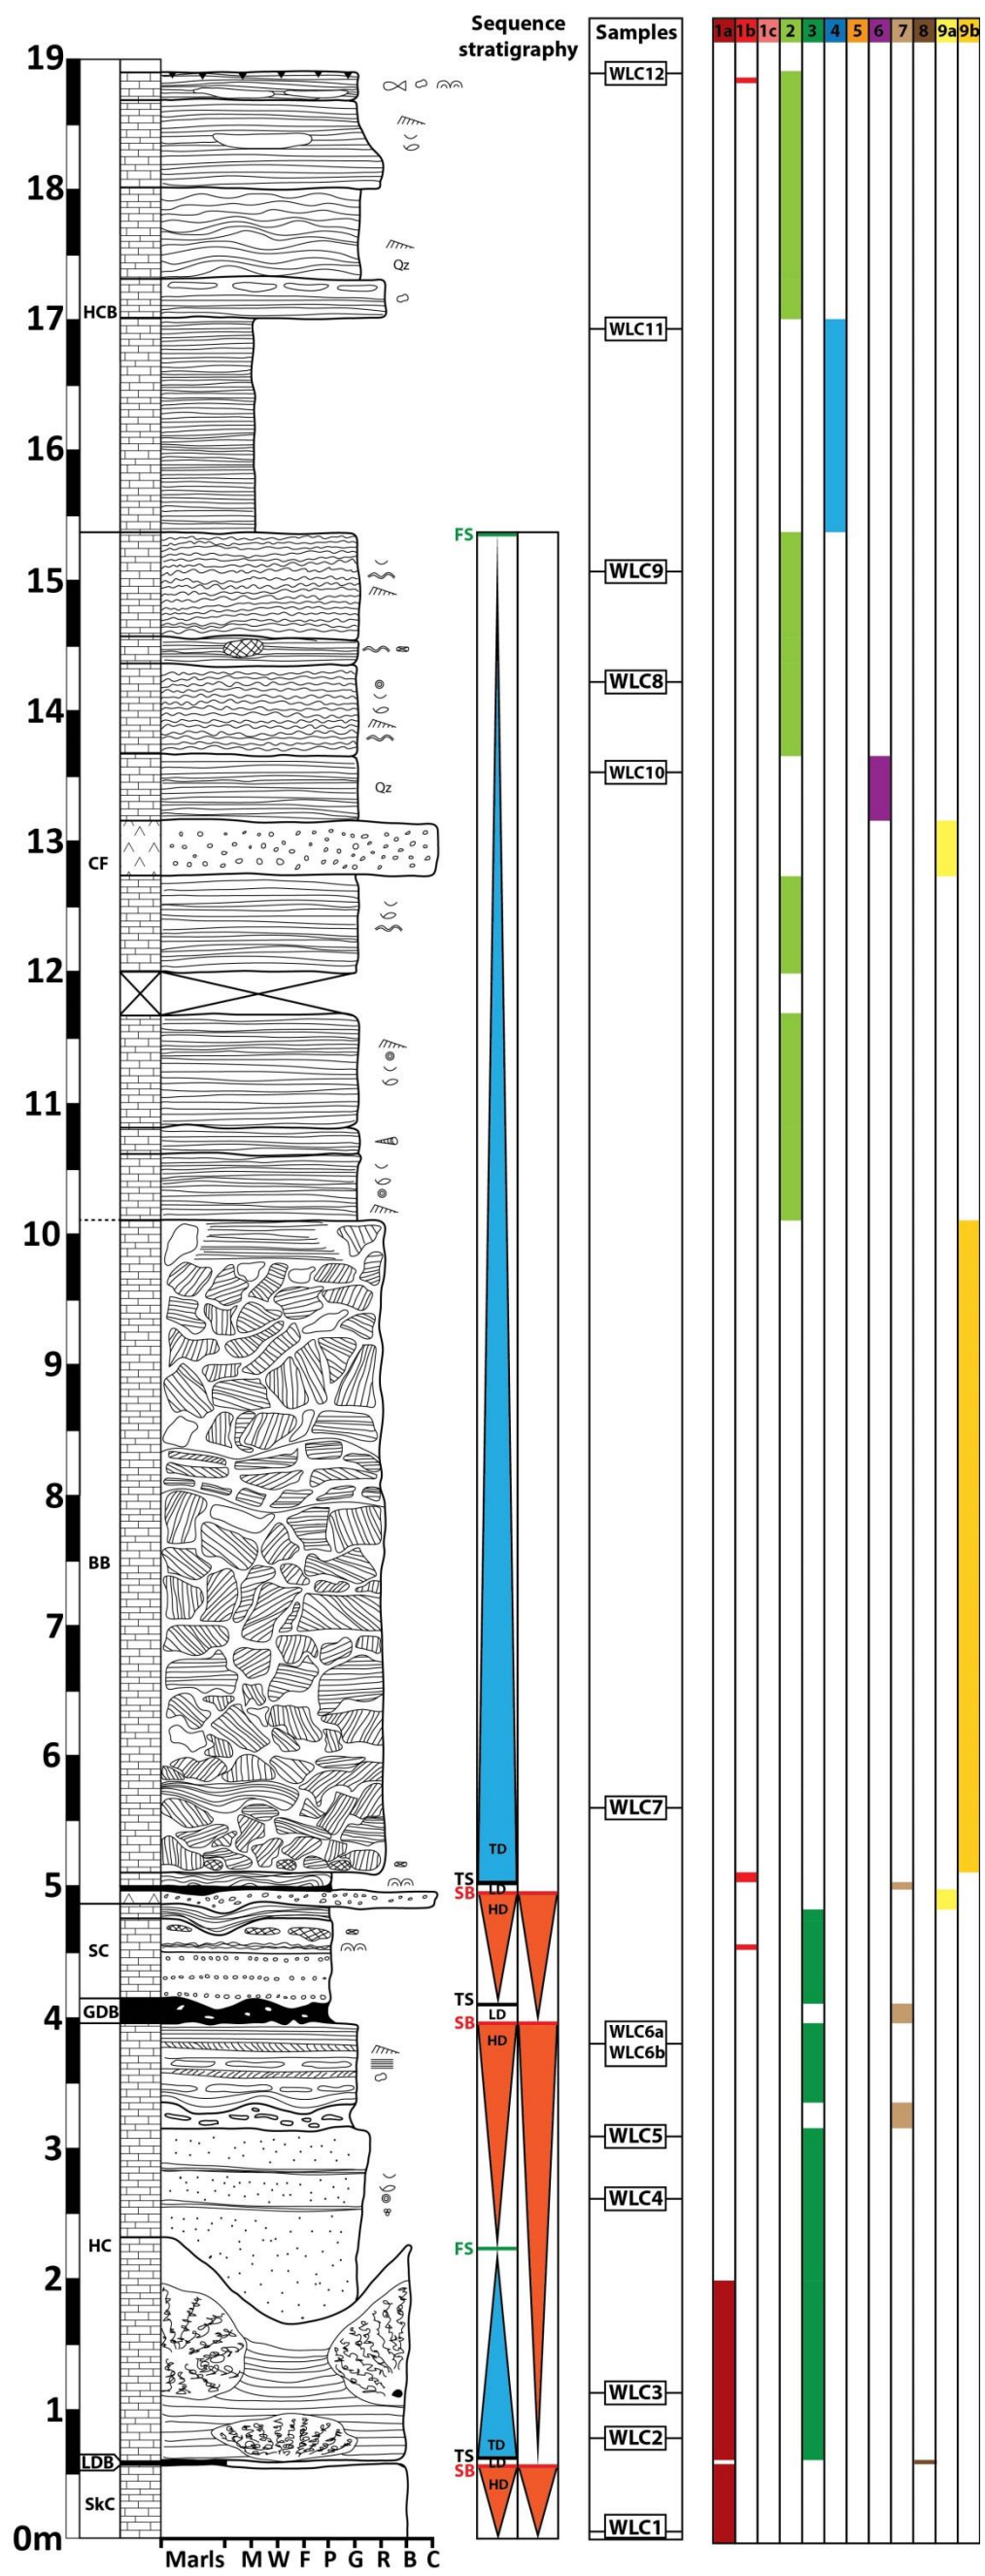 Sequence
stratigraphy
Samples
1a 1b 1c 2 3 4 5 6 7 8 9a 9b
19
WLC12
18
Qz
HCB
17
WLC11
16
FS
15
WLC9
WLC8
14
WLC10
Qz
13
CF
12
11
10
9
8
7
BB
6
WLC7
TD
5
TS
LD
SB
HD
SC
TS
4
GDB
LD
SB
WLC6a
HD
WLC6b
3
WLC5
WLC4
HC
FS
2
WLC3
1
WLC2
TD
TS
LDB
LD
SB
HD
SkC
WLC1
0m
Marls M W F P G R B C